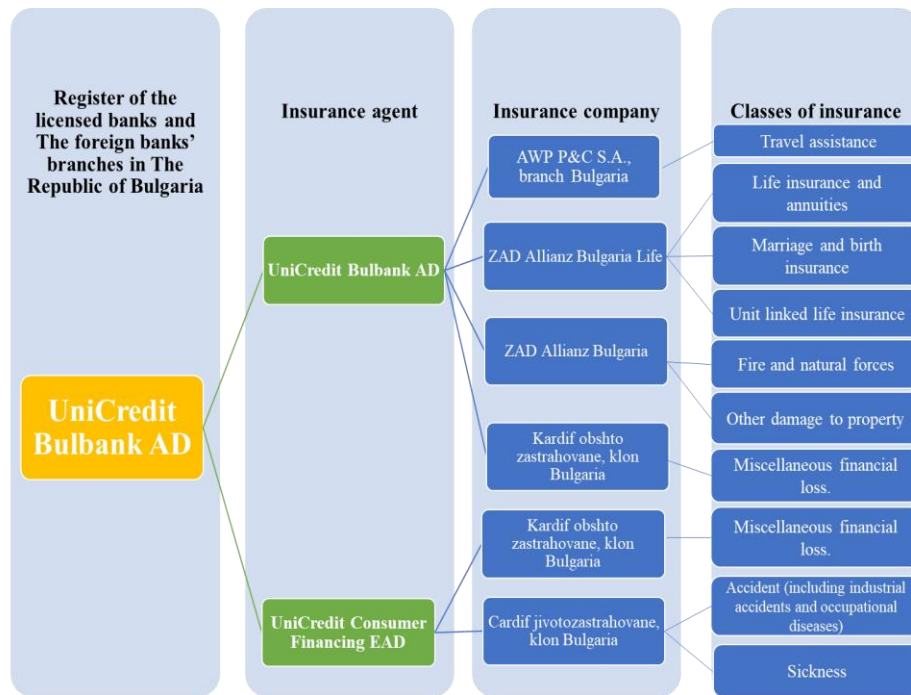 Register of the
licensed banks and
The foreign banks'
branches in The
Republic of Bulgaria
UniCredit
Bulbank AD
Insurance agent
UniCredit Bulbank AD
UniCredit Consumer
Financing EAD
Insurance company
AWP P&C S.A.,
branch Bulgaria
ZAD Allianz Bulgaria Life
ZAD Allianz Bulgaria
Kardif obshto
zastrahovane, klon
Bulgaria
Kardif obshto
zastrahovane, klon
Bulgaria
Cardif jivotozastrahovane,
klon Bulgaria
Classes of insurance
Travel assistance
Life insurance and
annuities
Marriage and birth
insurance
Unit linked life insurance
Fire and natural forces
Other damage to property
Miscellaneous financial
loss.
Miscellaneous financial
loss.
Accident (including industrial
accidents and occupational
diseases)
Sickness